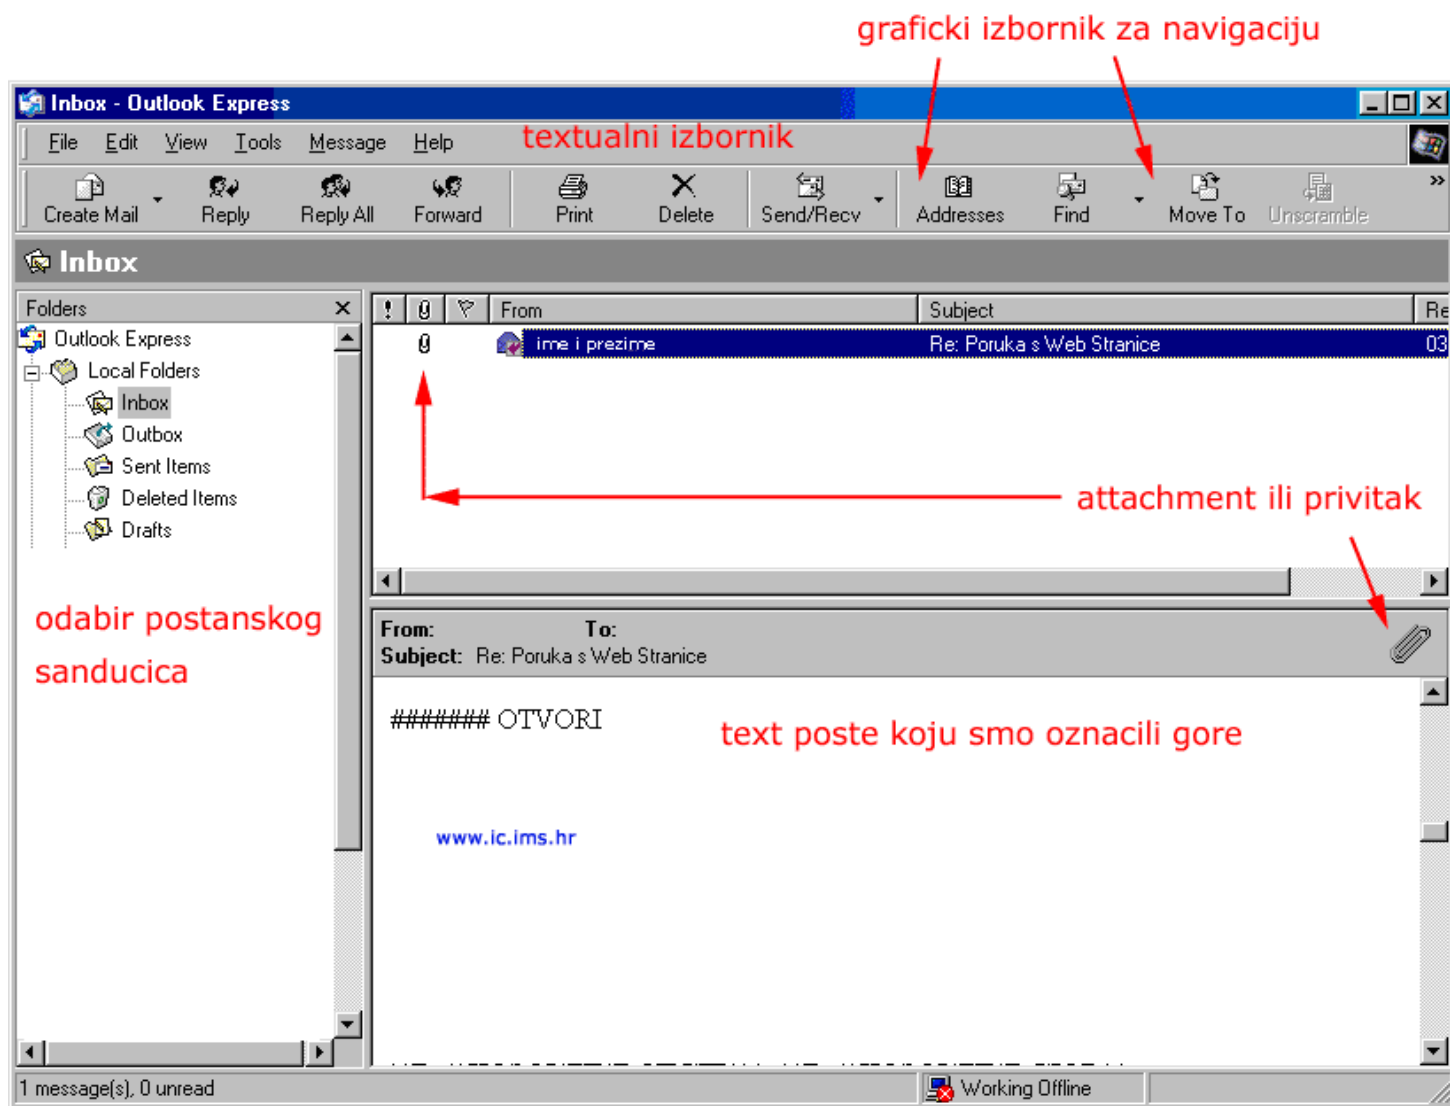 graficki izbornik za navigaciju
Inbox - Outlook Express
File Edit View Tools Message Help textualni izbornik
Create Mail Reply Reply All Forward Print Delete Send/Recv Addresses Find Move To Unscramble »
Inbox
Folders x ! From Subject Re
Outlook Express
ime i prezime Re: Poruka s Web Stranice 03
Local Folders
Inbox
Outbox
Sent Items
Deleted Items
Drafts
attachment ili privitak
odabir postanskog
sanducica
From: To:
Subject: Re: Poruka s Web Stranice
####### OTVORI
text poste koju smo oznacili gore
www.ic.ims.hr
1 message(s), 0 unread Working Offline